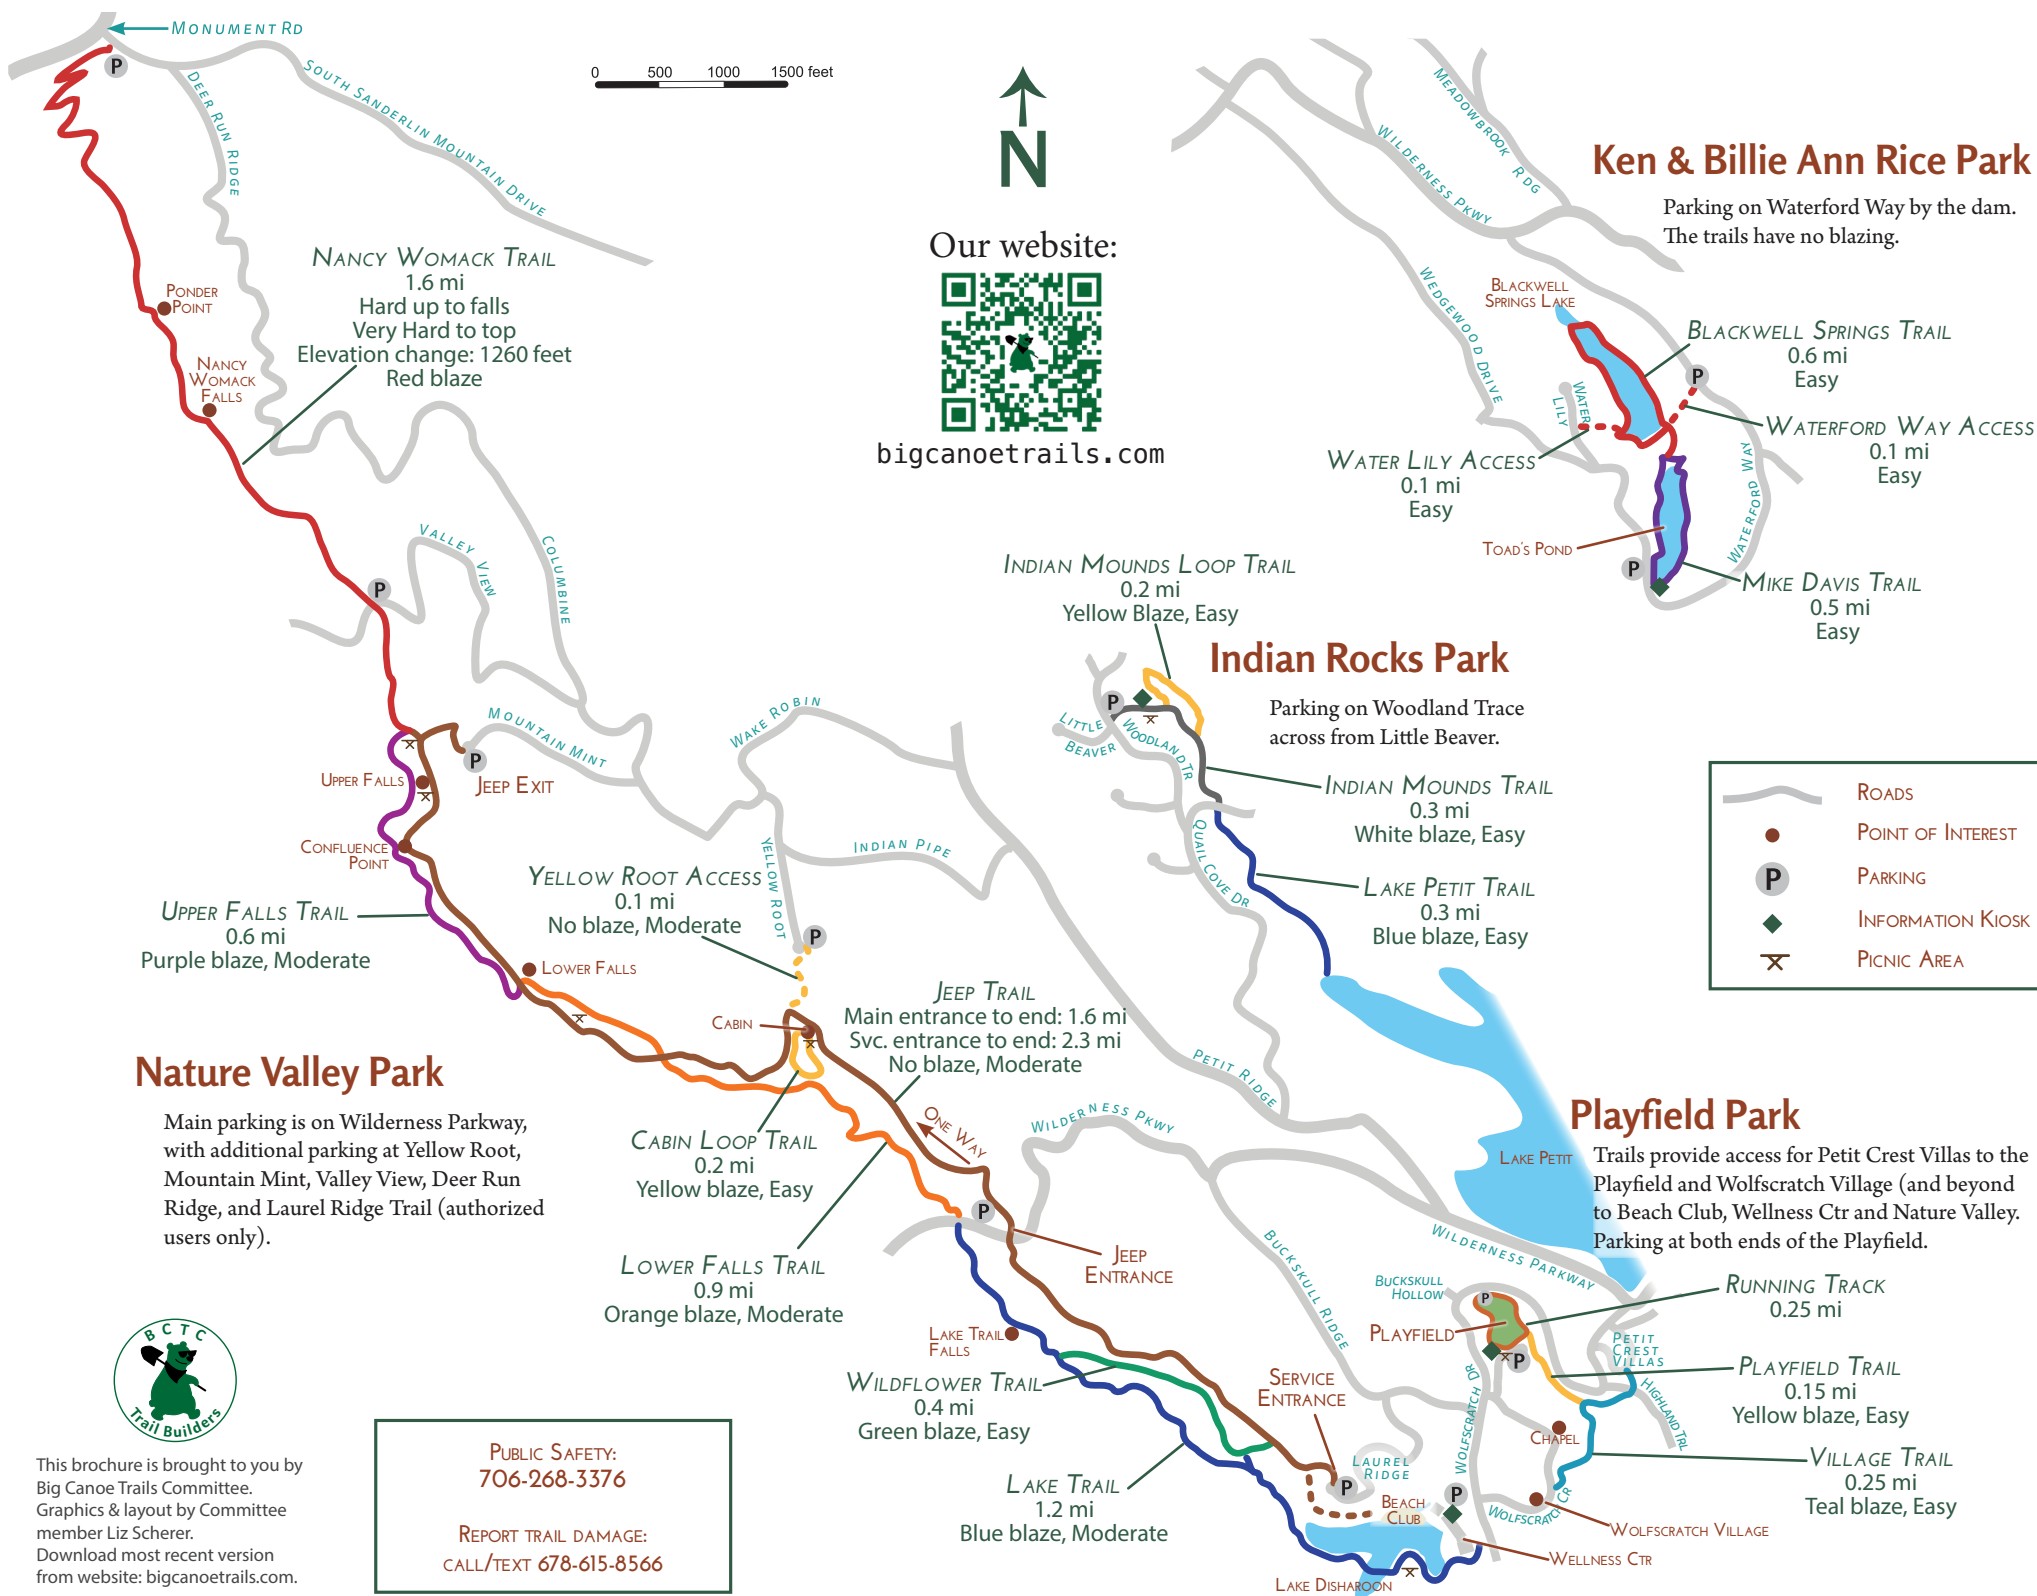 Monument Rd
South Sanderlin Mountain Drive
Deer Run Ridge
P
0 500 1000 1500 feet
N
Our website:
bigcanoetrails.com
Nancy Womack Trail
1.6 mi
Hard up to falls
Very Hard to top
Elevation change: 1260 feet
Red blaze
Ponder
Point
Nancy
Womack
Falls
Valley View
Columbine
P
Mountain Mint
P
Jeep Exit
Upper Falls
Confluence
Point
Upper Falls Trail
0.6 mi
Purple blaze, Moderate
Lower Falls
Wake Robin
Yellow Root
Indian Pipe
Yellow Root Access
0.1 mi
No blaze, Moderate
P
Cabin
Jeep Trail
Main entrance to end: 1.6 mi
Svc. entrance to end: 2.3 mi
No blaze, Moderate
Nature Valley Park
Main parking is on Wilderness Parkway,
with additional parking at Yellow Root,
Mountain Mint, Valley View, Deer Run
Ridge, and Laurel Ridge Trail (authorized
users only).
Cabin Loop Trail
0.2 mi
Yellow blaze, Easy
One Way
Wilderness Pkwy
Petit Ridge
Lower Falls Trail
0.9 mi
Orange blaze, Moderate
P
Jeep
Entrance
Lake Trail
Falls
Wildflower Trail
0.4 mi
Green blaze, Easy
Lake Trail
1.2 mi
Blue blaze, Moderate
Service
Entrance
P
Laurel
Ridge
Beach
Club
Lake Disharoon
Buckskull Ridge
BCTC
Trail Builders
This brochure is brought to you by
Big Canoe Trails Committee.
Graphics & layout by Committee
member Liz Scherer.
Download most recent version
from website: bigcanoetrails.com.
Public Safety:
706-268-3376
Report trail damage:
call/text 678-615-8566
Meadowbrook Rdg
Wilderness Pkwy
Wedgewood Drive
Ken & Billie Ann Rice Park
Parking on Waterford Way by the dam.
The trails have no blazing.
Blackwell
Springs Lake
Blackwell Springs Trail
0.6 mi
Easy
P
Water
Lily
Waterford Way Access
0.1 mi
Easy
Water Lily Access
0.1 mi
Easy
Waterford Way
Toad's Pond
P
Mike Davis Trail
0.5 mi
Easy
Indian Mounds Loop Trail
0.2 mi
Yellow Blaze, Easy
Indian Rocks Park
Parking on Woodland Trace
across from Little Beaver.
P
Little
Beaver
Woodland Tr
Indian Mounds Trail
0.3 mi
White blaze, Easy
Quail Cove Dr
Lake Petit Trail
0.3 mi
Blue blaze, Easy
Roads
Point of Interest
P
Parking
Information Kiosk
Picnic Area
Playfield Park
Trails provide access for Petit Crest Villas to the
Playfield and Wolfscratch Village (and beyond
to Beach Club, Wellness Ctr and Nature Valley.
Parking at both ends of the Playfield.
Lake Petit
Wilderness Parkway
Buckskull
Hollow
P
Playfield
P
Running Track
0.25 mi
Petit
Crest
Villas
Playfield Trail
0.15 mi
Yellow blaze, Easy
Highland Trl
Wolfscratch Dr
Chapel
Village Trail
0.25 mi
Teal blaze, Easy
P
Wolfscratch Cr
Wolfscratch Village
Wellness Ctr